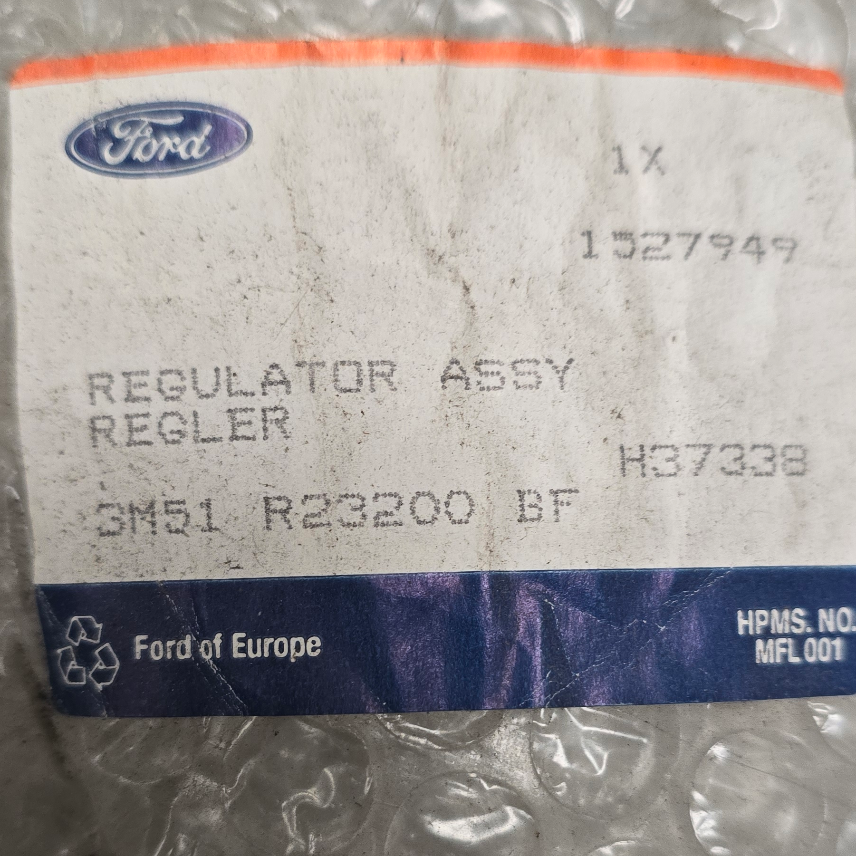 Ford
1X
1527949
REGULATOR ASSY
REGLER
H37338
3M51 R23200 BF
Ford of Europe
HPMS. NO.
MFL 001